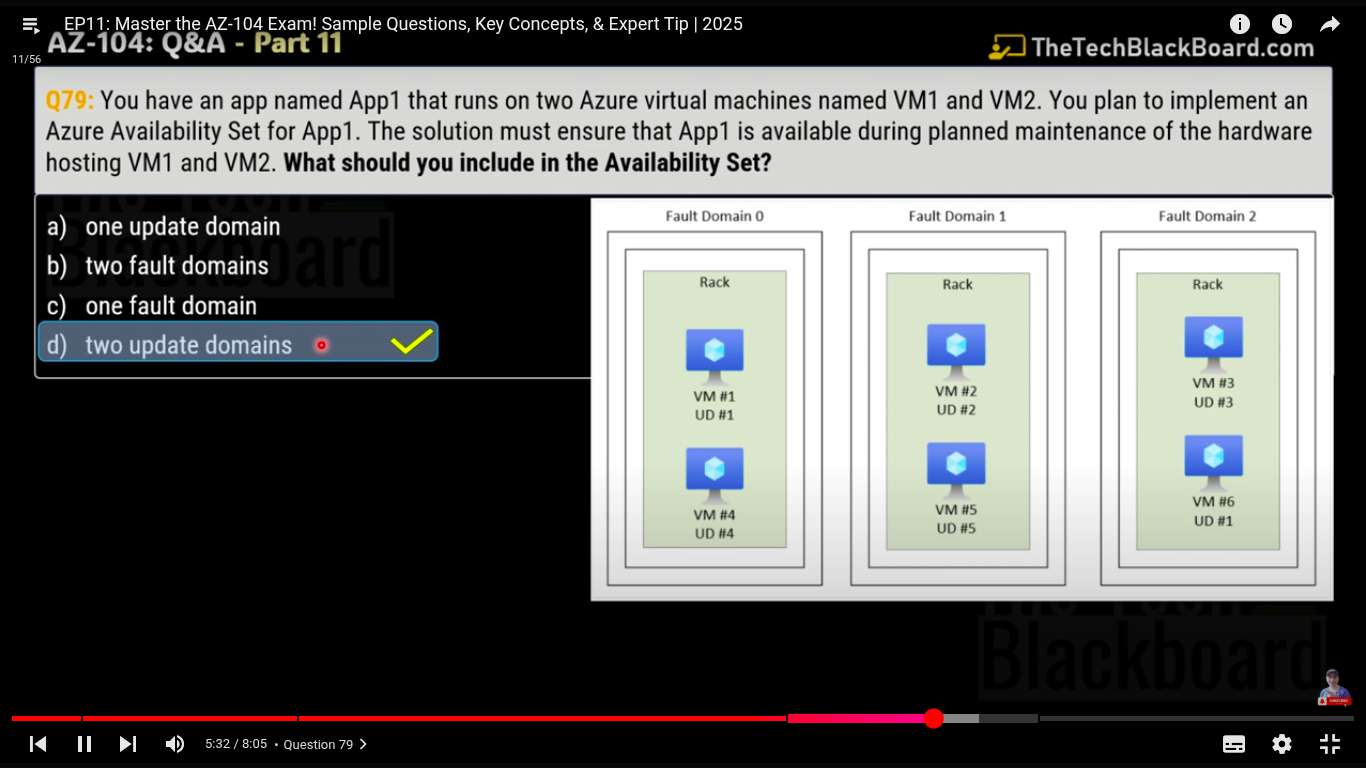 EP11: Master the AZ-104 Exam! Sample Questions, Key Concepts, & Expert Tip | 2025
11/56
AZ-104: Q&A - Part 11
TheTechBlackBoard.com
Q79: You have an app named App1 that runs on two Azure virtual machines named VM1 and VM2. You plan to implement an
Azure Availability Set for App1. The solution must ensure that App1 is available during planned maintenance of the hardware
hosting VM1 and VM2. What should you include in the Availability Set?
a) one update domain
b) two fault domains
c) one fault domain
d) two update domains
Fault Domain 0
Rack
VM #1
UD #1
VM #4
UD #4
Fault Domain 1
Rack
VM #2
UD #2
VM #5
UD #5
Fault Domain 2
Rack
VM #3
UD #3
VM #6
UD #1
Blackboard
Blackboard
5:32 / 8:05 • Question 79